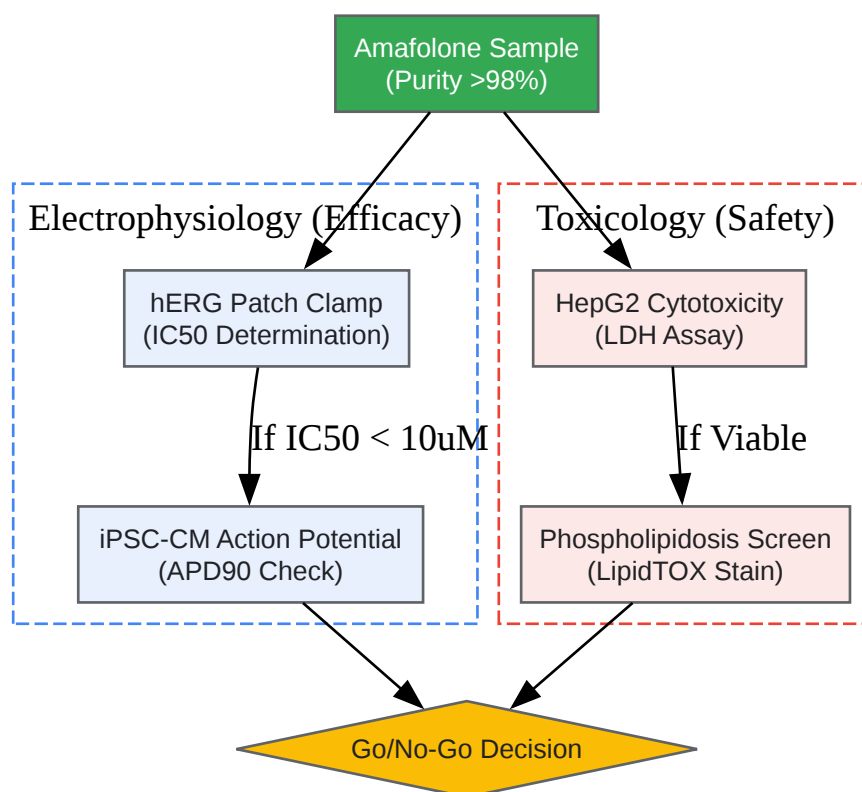 Amafolone Sample
(Purity >98%)
Electrophysiology (Efficacy)
Toxicology (Safety)
hERG Patch Clamp
(IC50 Determination)
HepG2 Cytotoxicity
(LDH Assay)
If IC50 < 10uM
If Viable
iPSC-CM Action Potential
(APD90 Check)
Phospholipidosis Screen
(LipidTOX Stain)
Go/No-Go Decision